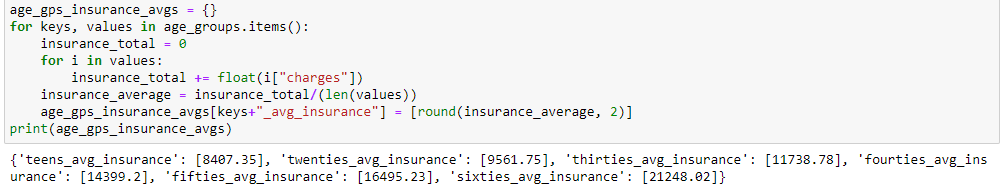 age_gps_insurance_avgs = {}
for keys, values in age_groups.items():
    insurance_total = 0
    for i in values:
        insurance_total += float(i["charges"])
    insurance_average = insurance_total/(len(values))
    age_gps_insurance_avgs[keys+"_avg_insurance"] = [round(insurance_average, 2)]
print(age_gps_insurance_avgs)
{'teens_avg_insurance': [8407.35], 'twenties_avg_insurance': [9561.75], 'thirties_avg_insurance': [11738.78], 'fourties_avg_ins
urance': [14399.2], 'fifties_avg_insurance': [16495.23], 'sixties_avg_insurance': [21248.02]}